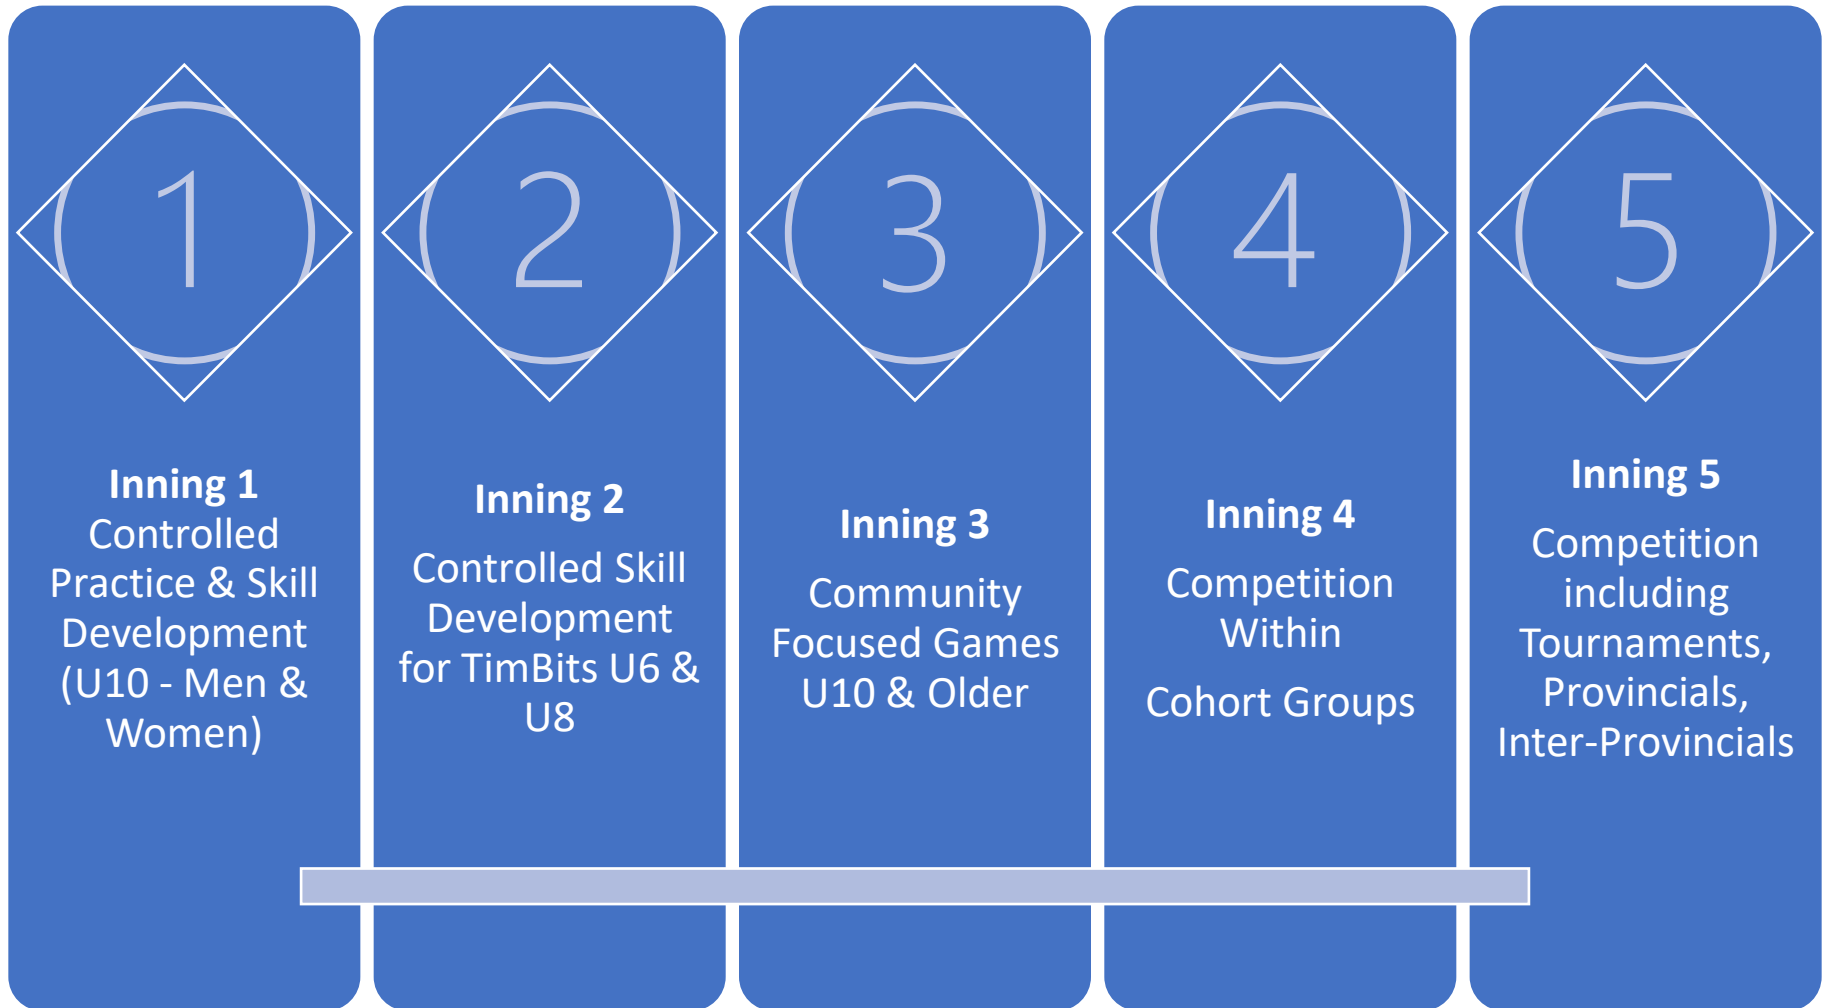 1
Inning 1
Controlled
Practice & Skill
Development
(U10 - Men &
Women)
2
Inning 2
Controlled Skill
Development
for TimBits U6 &
U8
3
Inning 3
Community
Focused Games
U10 & Older
4
Inning 4
Competition
Within
Cohort Groups
5
Inning 5
Competition
including
Tournaments,
Provincials,
Inter-Provincials